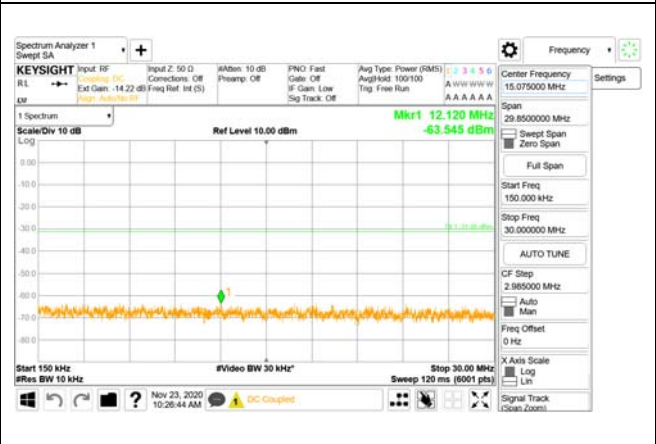 Spectrum Analyzer 1
Swept SA
+
Frequency
KEYSIGHT
RL
Input: RF
Coupling: DC
Ext Gain: -14.22 dB
Align: Auto/No RF
Input Z: 50 Ω
Corrections: Off
Freq Ref: Int (S)
#Atten: 10 dB
Preamp: Off
PNO: Fast
Gate: Off
IF Gain: Low
Sig Track: Off
Avg Type: Power (RMS)
Avg|Hold: 100/100
Trig: Free Run
1 2 3 4 5 6
A W W W W W
A A A A A A
Center Frequency
15.075000 MHz
Settings
Span
29.8500000 MHz
Swept Span
Zero Span
Full Span
Start Freq
150.000 kHz
Stop Freq
30.000000 MHz
AUTO TUNE
CF Step
2.985000 MHz
Auto
Man
Freq Offset
0 Hz
X Axis Scale
Log
Lin
Signal Track
(Span Zoom)
1 Spectrum
Scale/Div 10 dB
Ref Level 10.00 dBm
Mkr1 12.120 MHz
-63.545 dBm
Log
0.00
-10.0
-20.0
-30.0
-40.0
-50.0
-60.0
-70.0
-80.0
1
Start 150 kHz
#Video BW 30 kHz*
Stop 30.00 MHz
#Res BW 10 kHz
Sweep 120 ms (6001 pts)
?
Nov 23, 2020
10:26:44 AM
1
DC Coupled